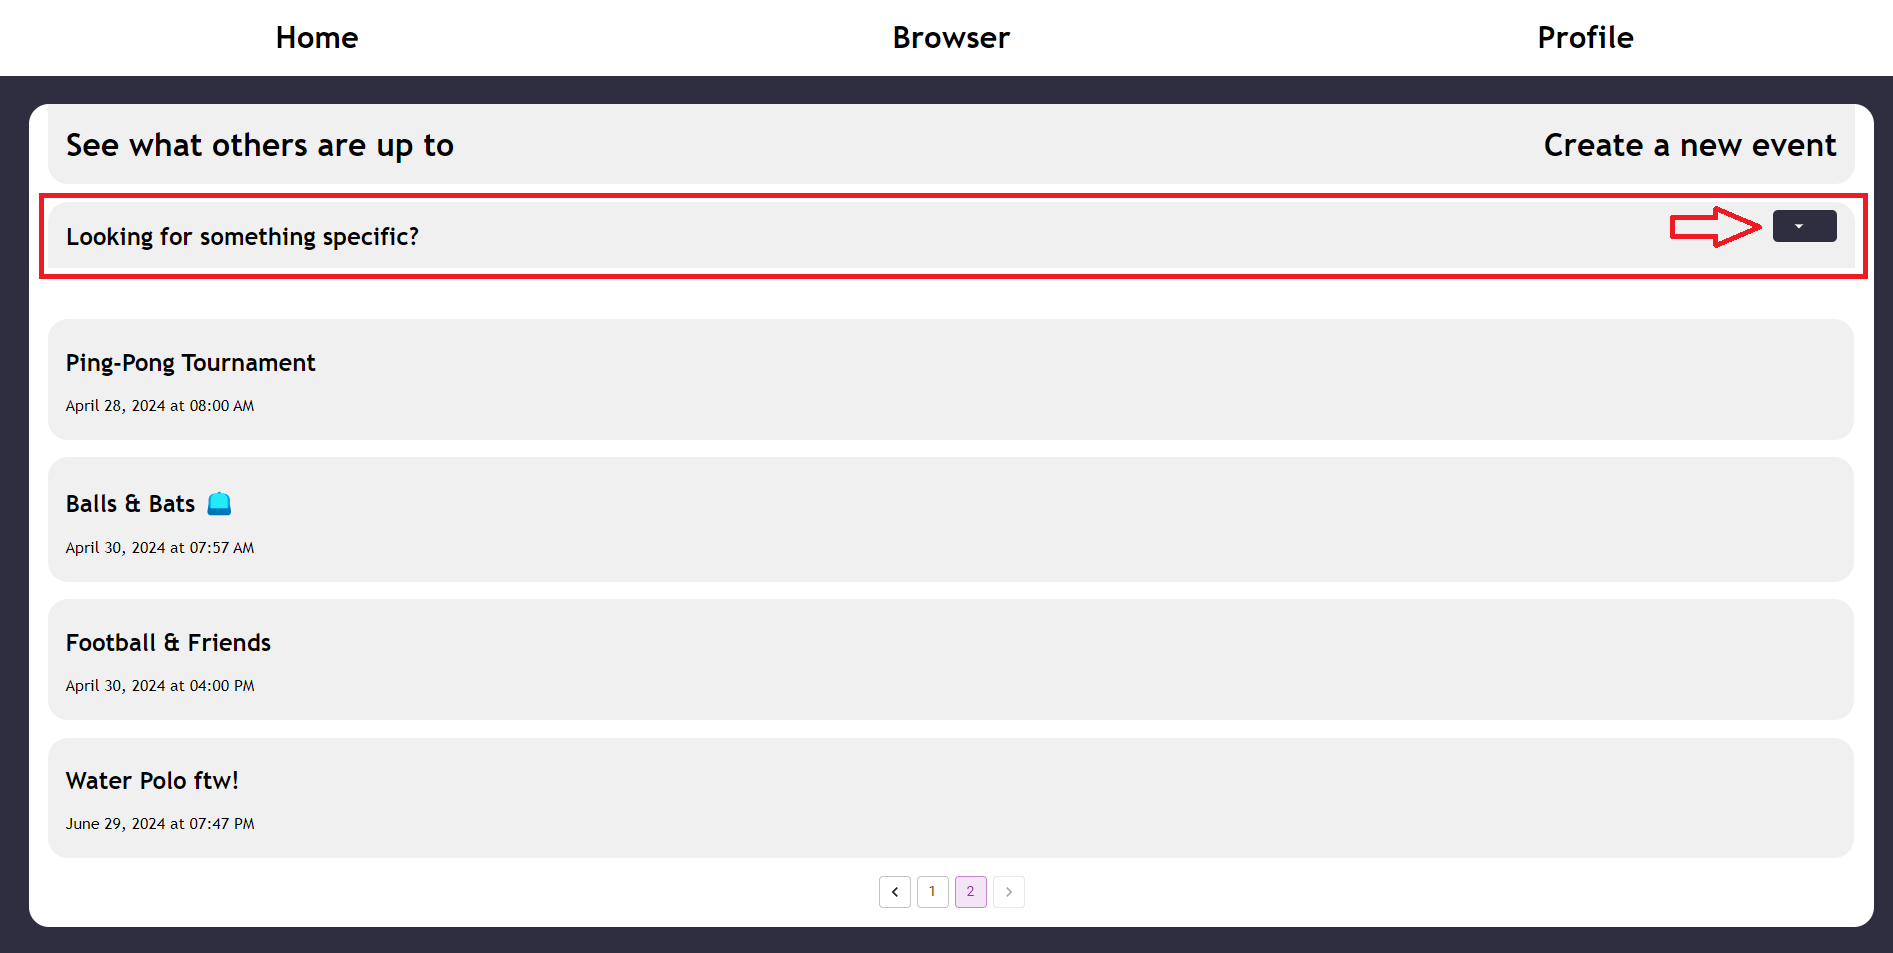 Home Browser Profile
See what others are up to Create a new event
Looking for something specific?
Ping-Pong Tournament
April 28, 2024 at 08:00 AM
Balls & Bats 🧢
April 30, 2024 at 07:57 AM
Football & Friends
April 30, 2024 at 04:00 PM
Water Polo ftw!
June 29, 2024 at 07:47 PM
1 2